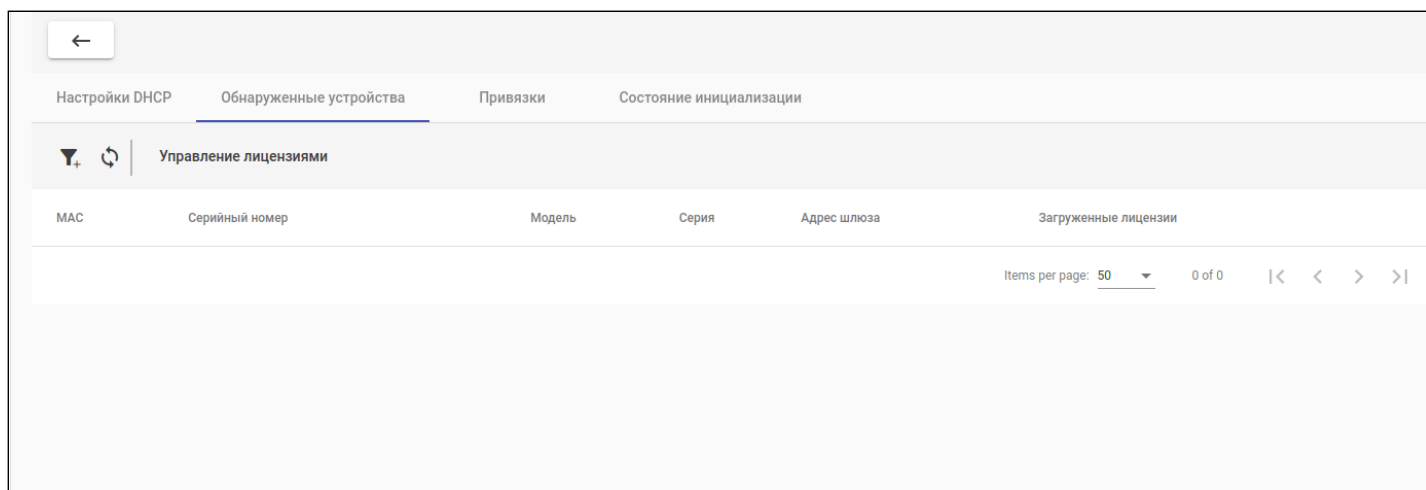 Настройки DHCP Обнаруженные устройства Привязки Состояние инициализации
Управление лицензиями
MAC Серийный номер Модель Серия Адрес шлюза Загруженные лицензии
Items per page: 50 0 of 0